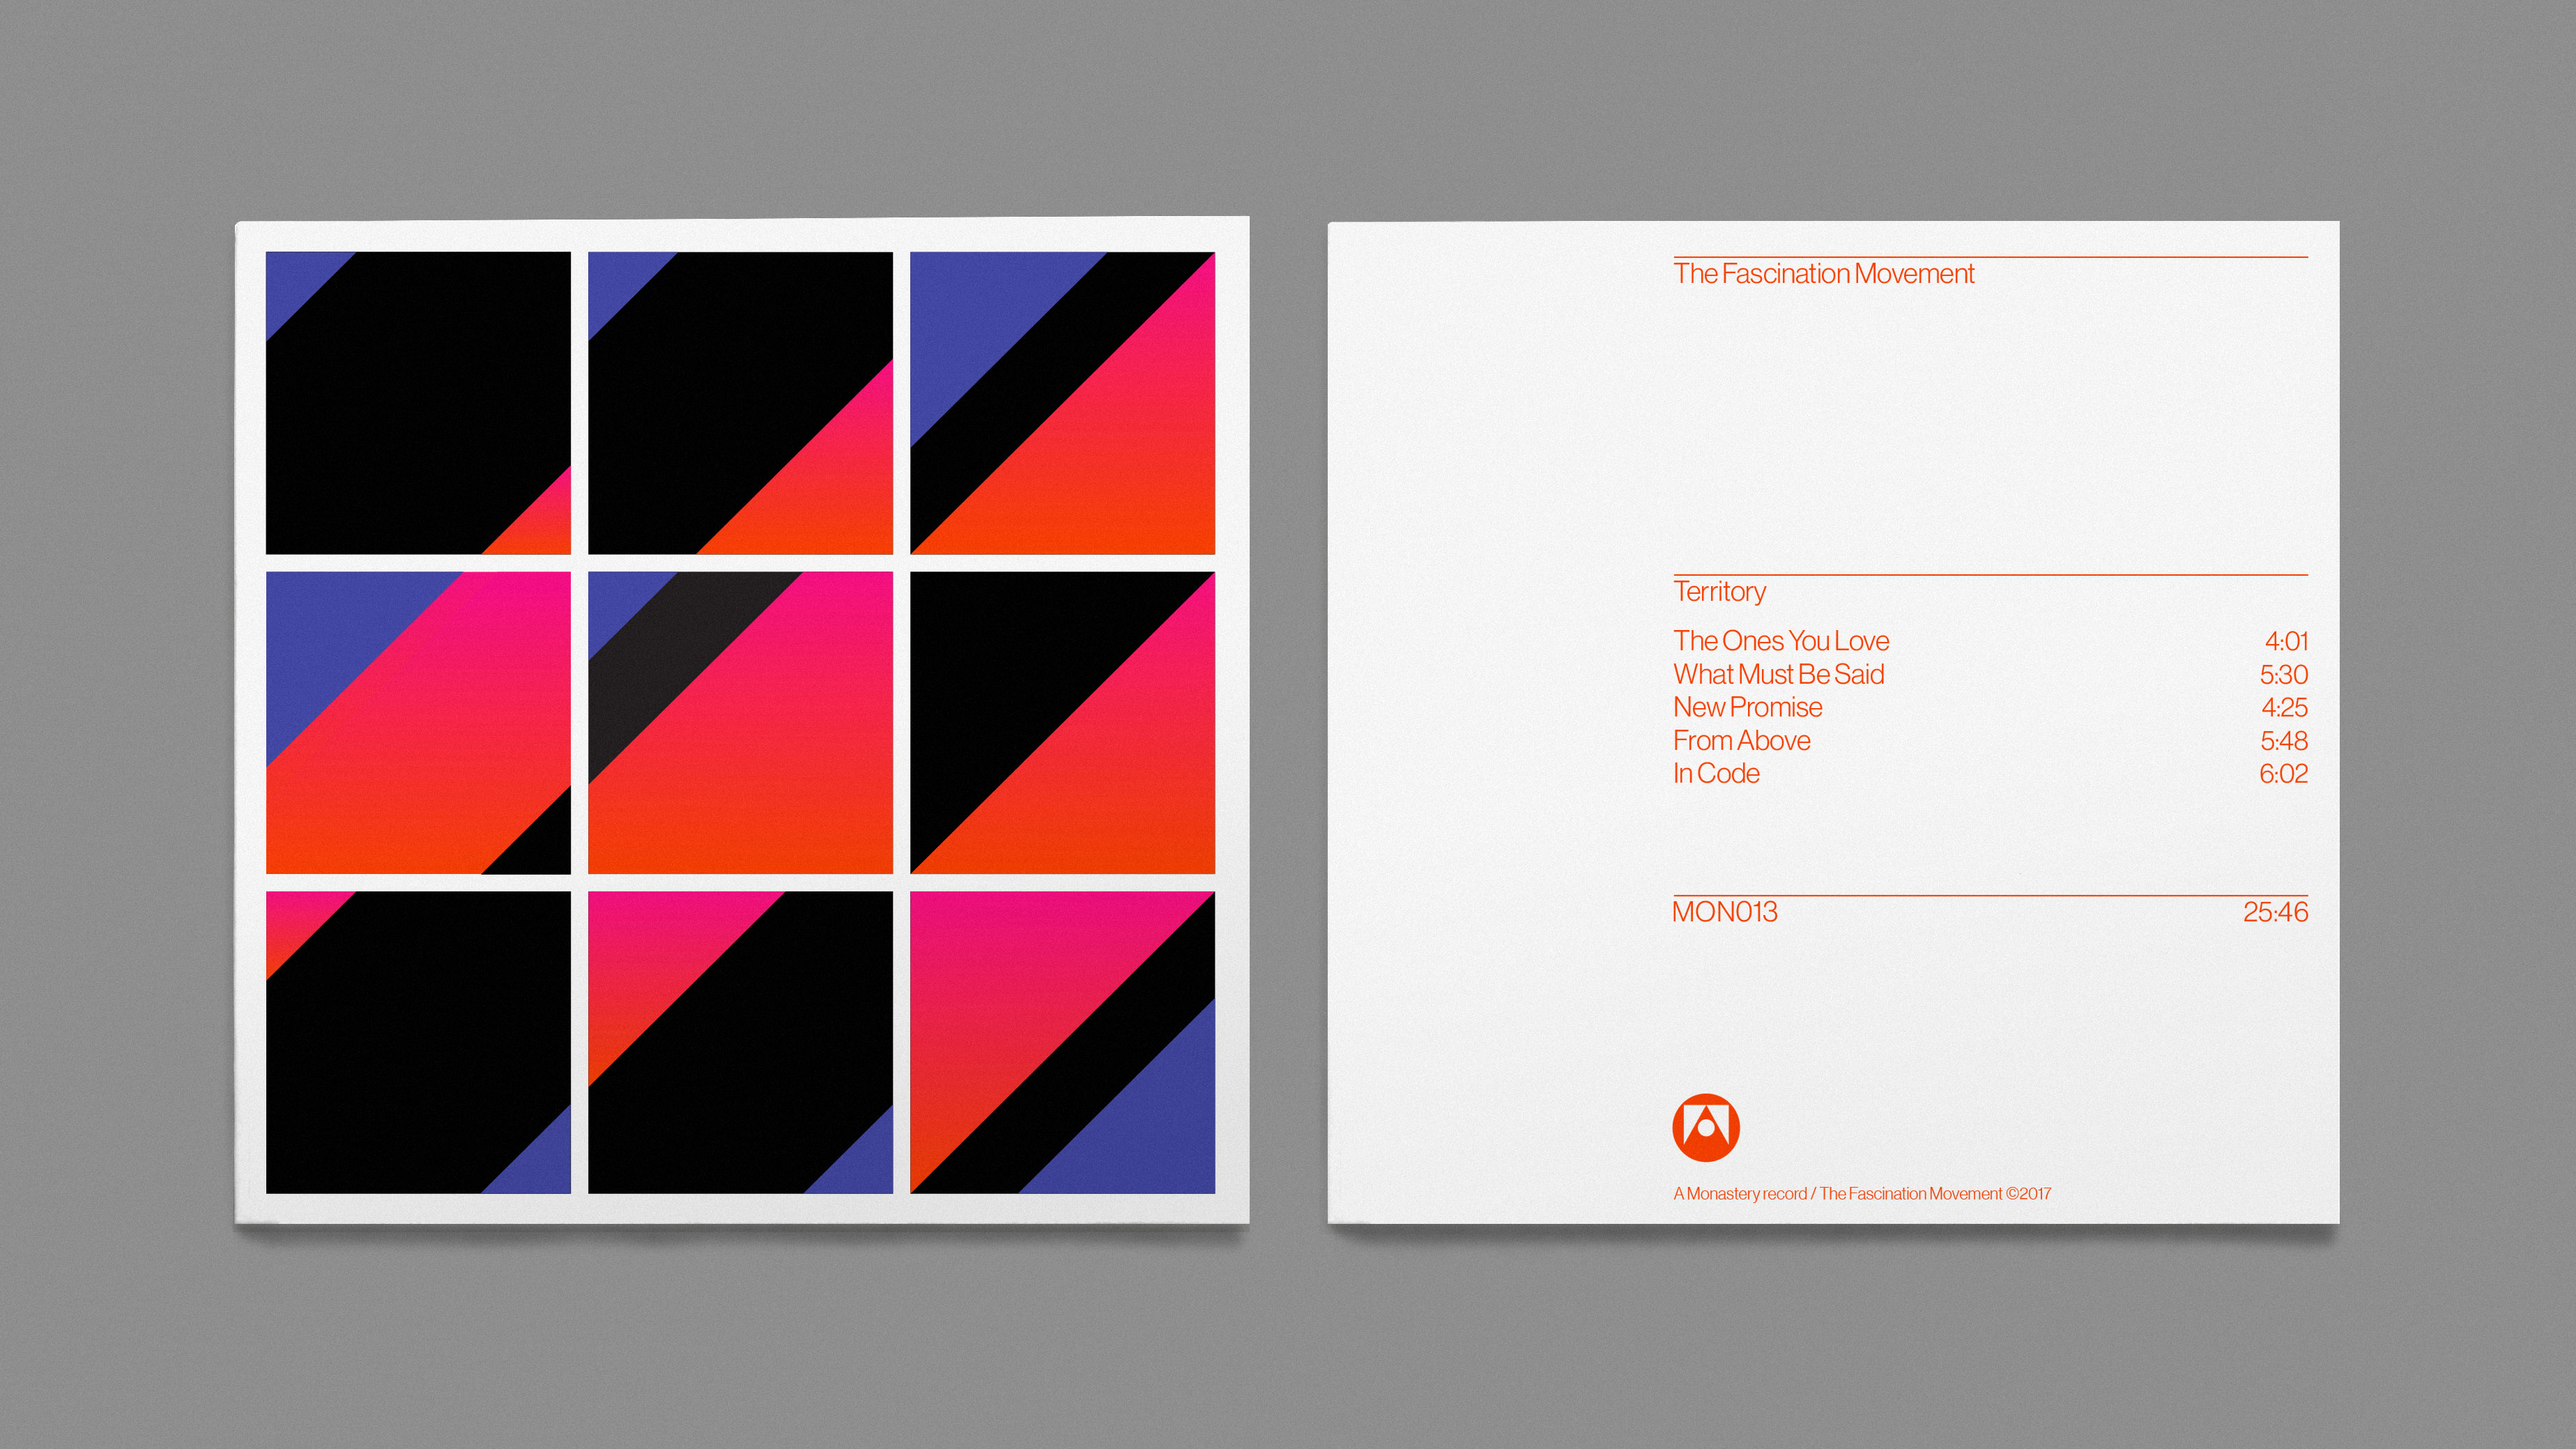 The Fascination Movement
Territory
The Ones You Love 4:01
What Must Be Said 5:30
New Promise 4:25
From Above 5:48
In Code 6:02
MON013 25:46
A Monastery record / The Fascination Movement ©2017